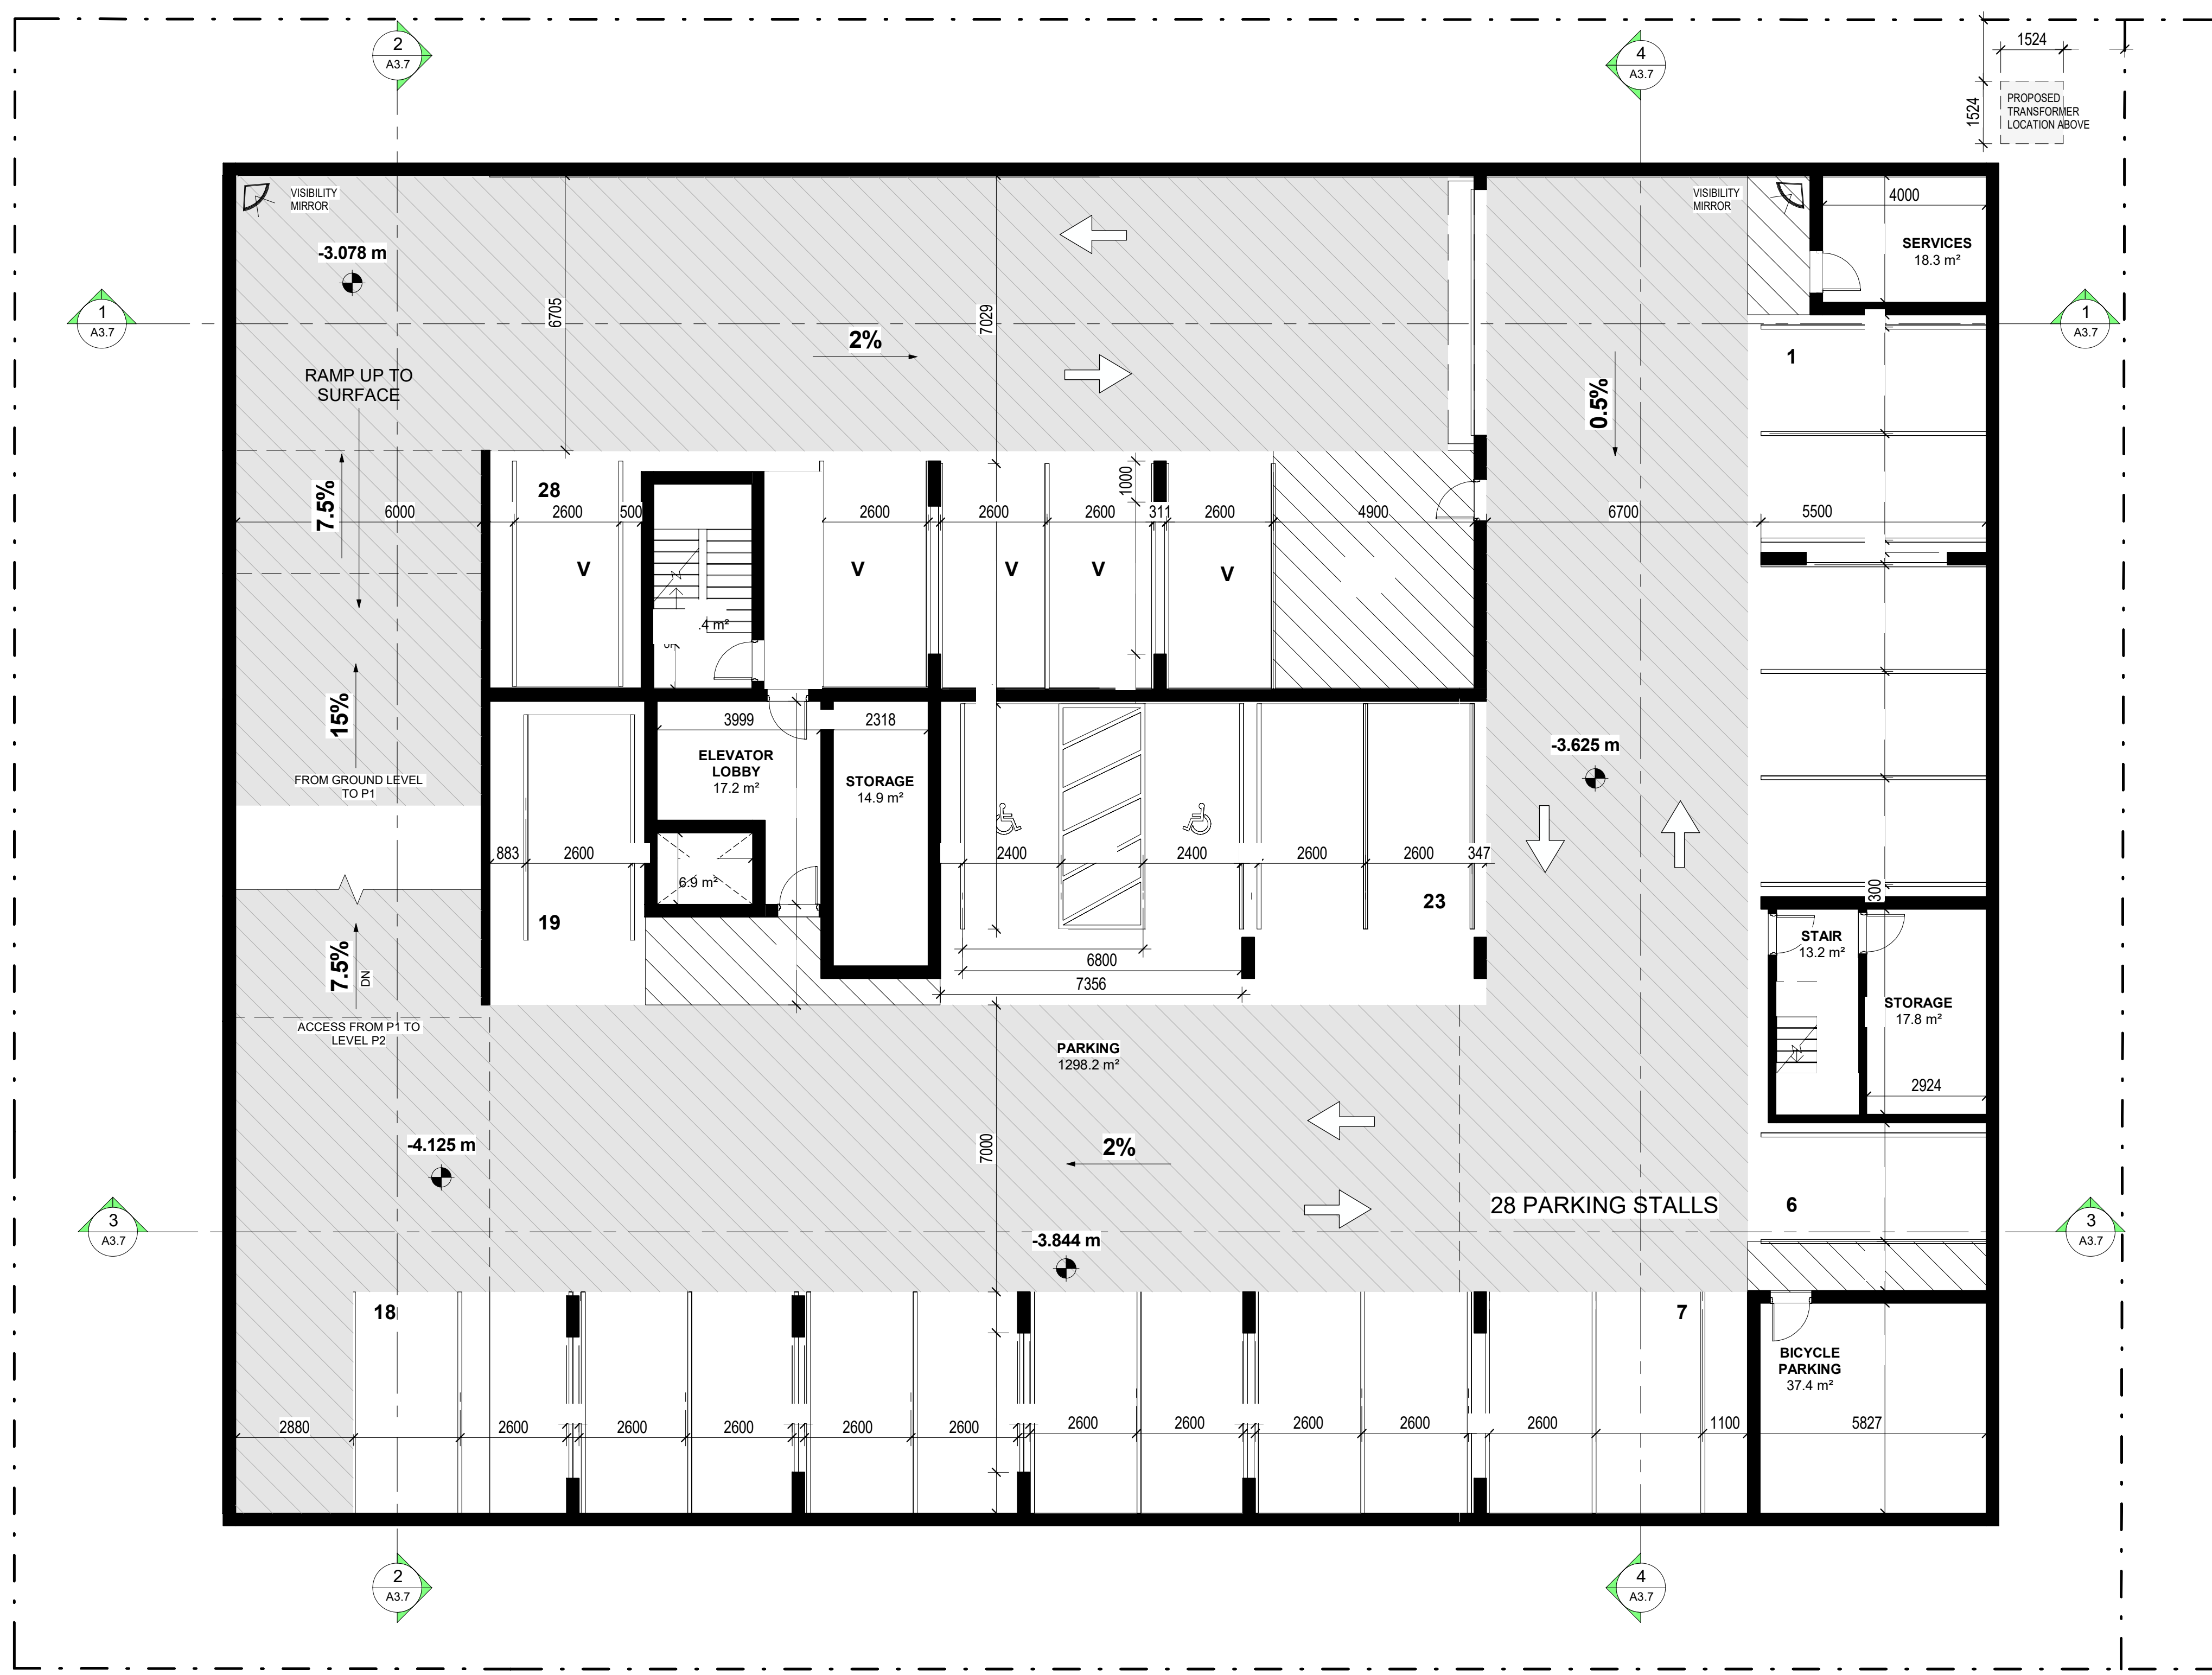 2
A3.7
4
A3.7
1524
1524
PROPOSED
TRANSFORMER
LOCATION ABOVE
VISIBILITY
MIRROR
VISIBILITY
MIRROR
4000
SERVICES
18.3 m²
-3.078 m
6705
7029
1
A3.7
1
A3.7
2%
1
RAMP UP TO
SURFACE
0.5%
28
7.5%
6000
2600
500
2600
2600
1000
2600
311
2600
4900
6700
5500
V
V
V
V
V
.4 m²
15%
3999
2318
ELEVATOR
LOBBY
17.2 m²
STORAGE
14.9 m²
-3.625 m
FROM GROUND LEVEL
TO P1
883
2600
2400
2400
2600
2600
347
6.9 m²
300
19
23
7.5%
DN
6800
7356
STAIR
13.2 m²
STORAGE
17.8 m²
ACCESS FROM P1 TO
LEVEL P2
PARKING
1298.2 m²
2924
-4.125 m
7000
2%
28 PARKING STALLS
6
3
A3.7
3
A3.7
-3.844 m
18
7
BICYCLE
PARKING
37.4 m²
2880
2600
2600
2600
2600
2600
2600
2600
2600
2600
2600
1100
5827
2
A3.7
4
A3.7